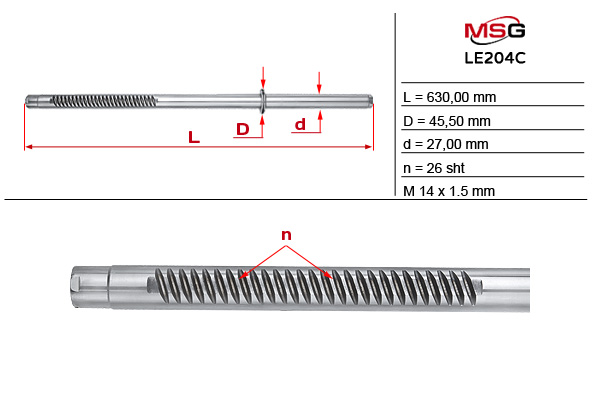 MSG
LE204C
L = 630,00 mm
D = 45,50 mm
d = 27,00 mm
n = 26 sht
M 14 x 1.5 mm
L
D
d
n